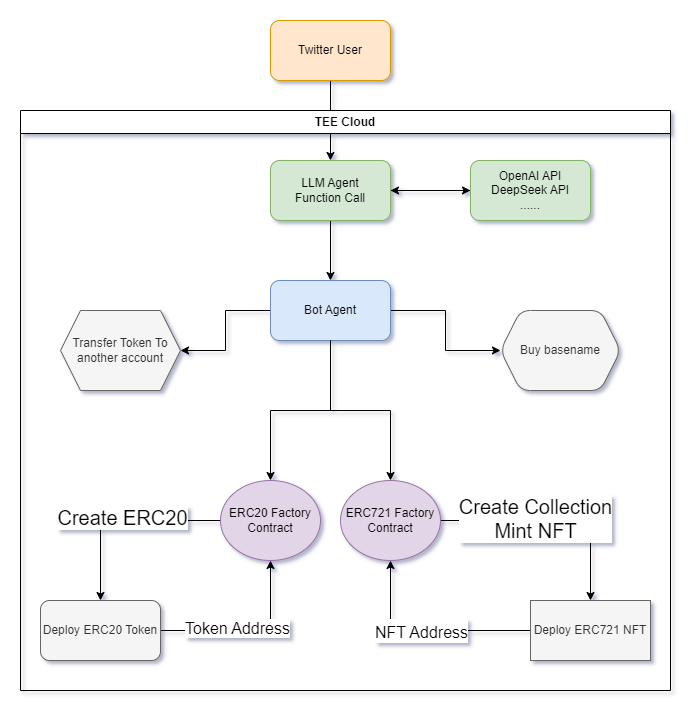 Twitter User
TEE Cloud
LLM Agent
Function Call
OpenAI API
DeepSeek API
......
Bot Agent
Transfer Token To
another account
Buy basename
ERC20 Factory
Contract
ERC721 Factory
Contract
Create ERC20
Create Collection
Mint NFT
Deploy ERC20 Token
Token Address
NFT Address
Deploy ERC721 NFT